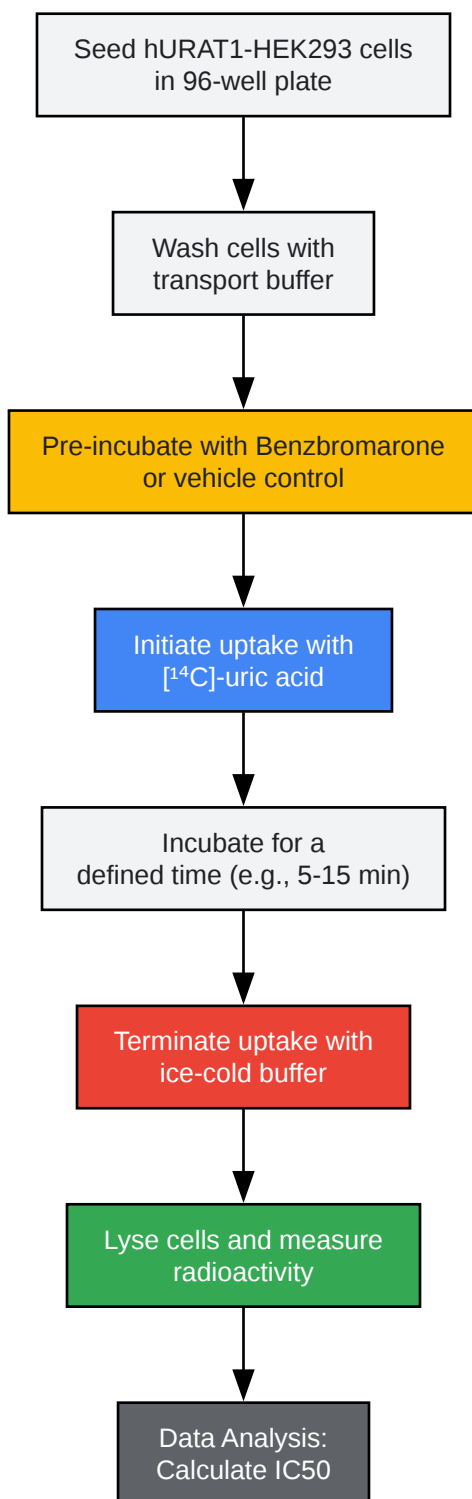 Seed hURAT1-HEK293 cells
in 96-well plate
Wash cells with
transport buffer
Pre-incubate with Benzbromarone
or vehicle control
Initiate uptake with
[¹⁴C]-uric acid
Incubate for a
defined time (e.g., 5-15 min)
Terminate uptake with
ice-cold buffer
Lyse cells and measure
radioactivity
Data Analysis:
Calculate IC50